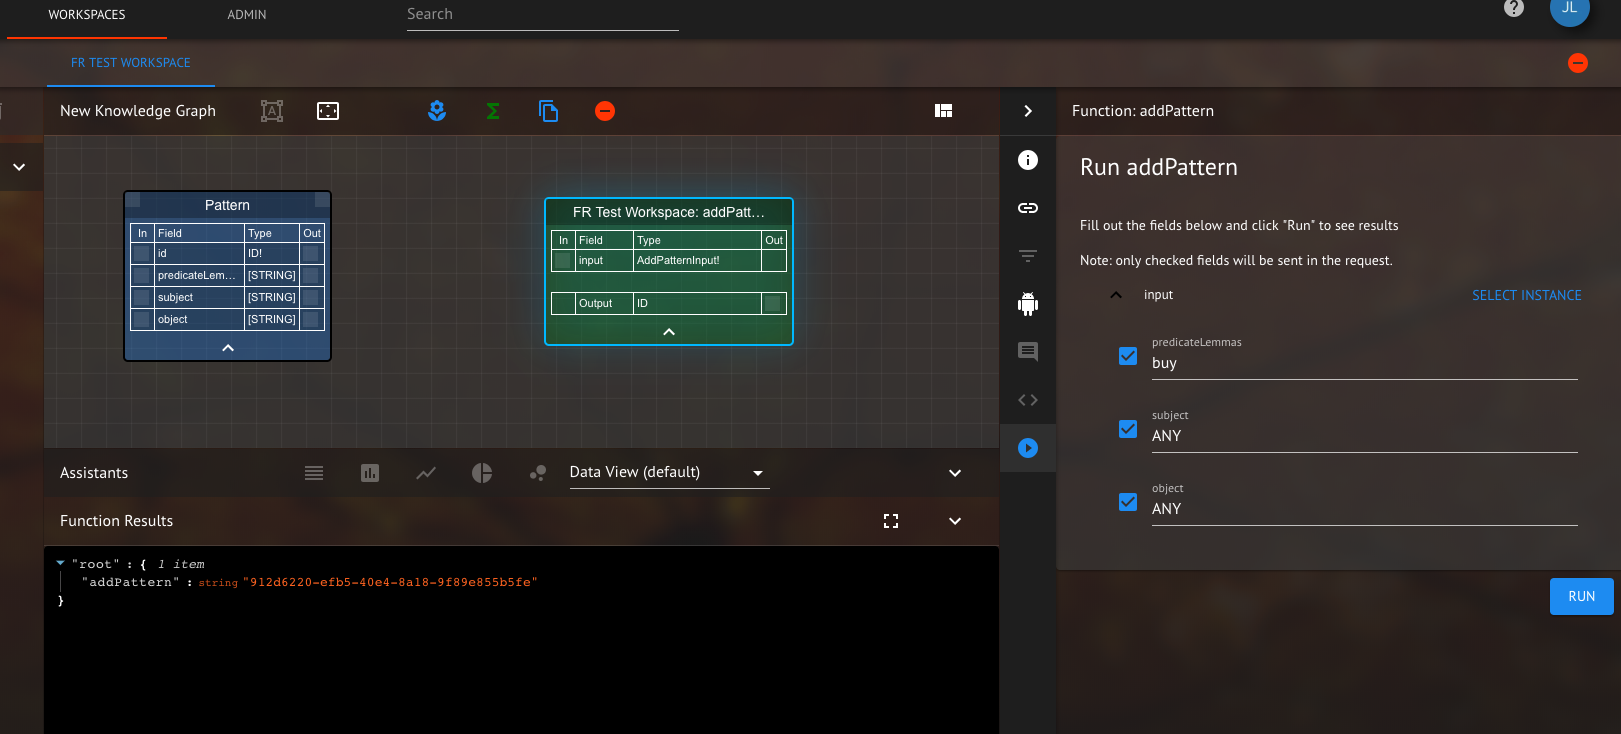 WORKSPACES
ADMIN
Search
JL
FR TEST WORKSPACE
New Knowledge Graph
A
Function: addPattern
Pattern
In Field Type Out
id ID!
predicateLem... [STRING]
subject [STRING]
object [STRING]
FR Test Workspace: addPatt...
In Field Type Out
input AddPatternInput!
Output ID
Run addPattern
Fill out the fields below and click "Run" to see results
Note: only checked fields will be sent in the request.
input
SELECT INSTANCE
predicateLemmas
buy
subject
ANY
object
ANY
RUN
Assistants
Data View (default)
Function Results
"root" : { 1 item
"addPattern" : string "912d6220-efb5-40e4-8a18-9f89e855b5fe"
}